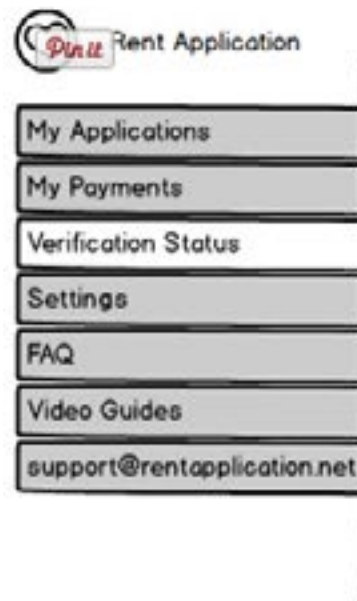 Pin it Rent Application
My Applications
My Payments
Verification Status
Settings
FAQ
Video Guides
support@rentapplication.net